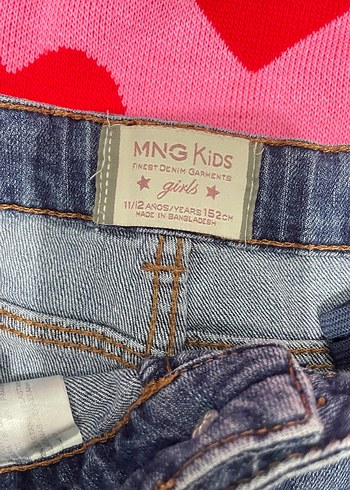 MNG KiDS
FINEST DENIM GARMENTS
girls
11/12 AÑOS/YEARS 152CM
MADE IN BANGLADESH